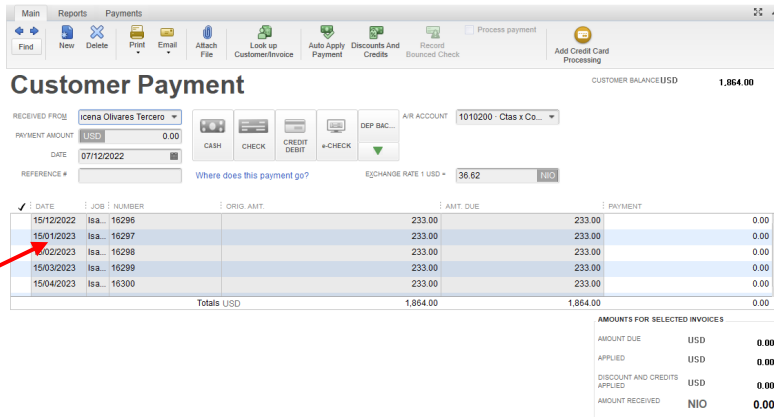 Main Reports Payments
Find New Delete Print Email Attach File Look up Customer/Invoice Auto Apply Payment Discounts And Credits Record Bounced Check Process payment Add Credit Card Processing
Customer Payment
CUSTOMER BALANCE USD 1,864.00
RECEIVED FROM icena Olivares Tercero A/R ACCOUNT 1010200 · Ctas x Co...
PAYMENT AMOUNT USD 0.00
CASH CHECK CREDIT DEBIT e-CHECK DEP BAC...
DATE 07/12/2022
REFERENCE # Where does this payment go? EXCHANGE RATE 1 USD = 36.62 NIO
DATE JOB NUMBER ORIG. AMT. AMT. DUE PAYMENT
15/12/2022 Isa... 16296 233.00 233.00 0.00
15/01/2023 Isa... 16297 233.00 233.00 0.00
15/02/2023 Isa... 16298 233.00 233.00 0.00
15/03/2023 Isa... 16299 233.00 233.00 0.00
15/04/2023 Isa... 16300 233.00 233.00 0.00
Totals USD 1,864.00 1,864.00 0.00
AMOUNTS FOR SELECTED INVOICES
AMOUNT DUE USD 0.00
APPLIED USD 0.00
DISCOUNT AND CREDITS APPLIED USD 0.00
AMOUNT RECEIVED NIO 0.00